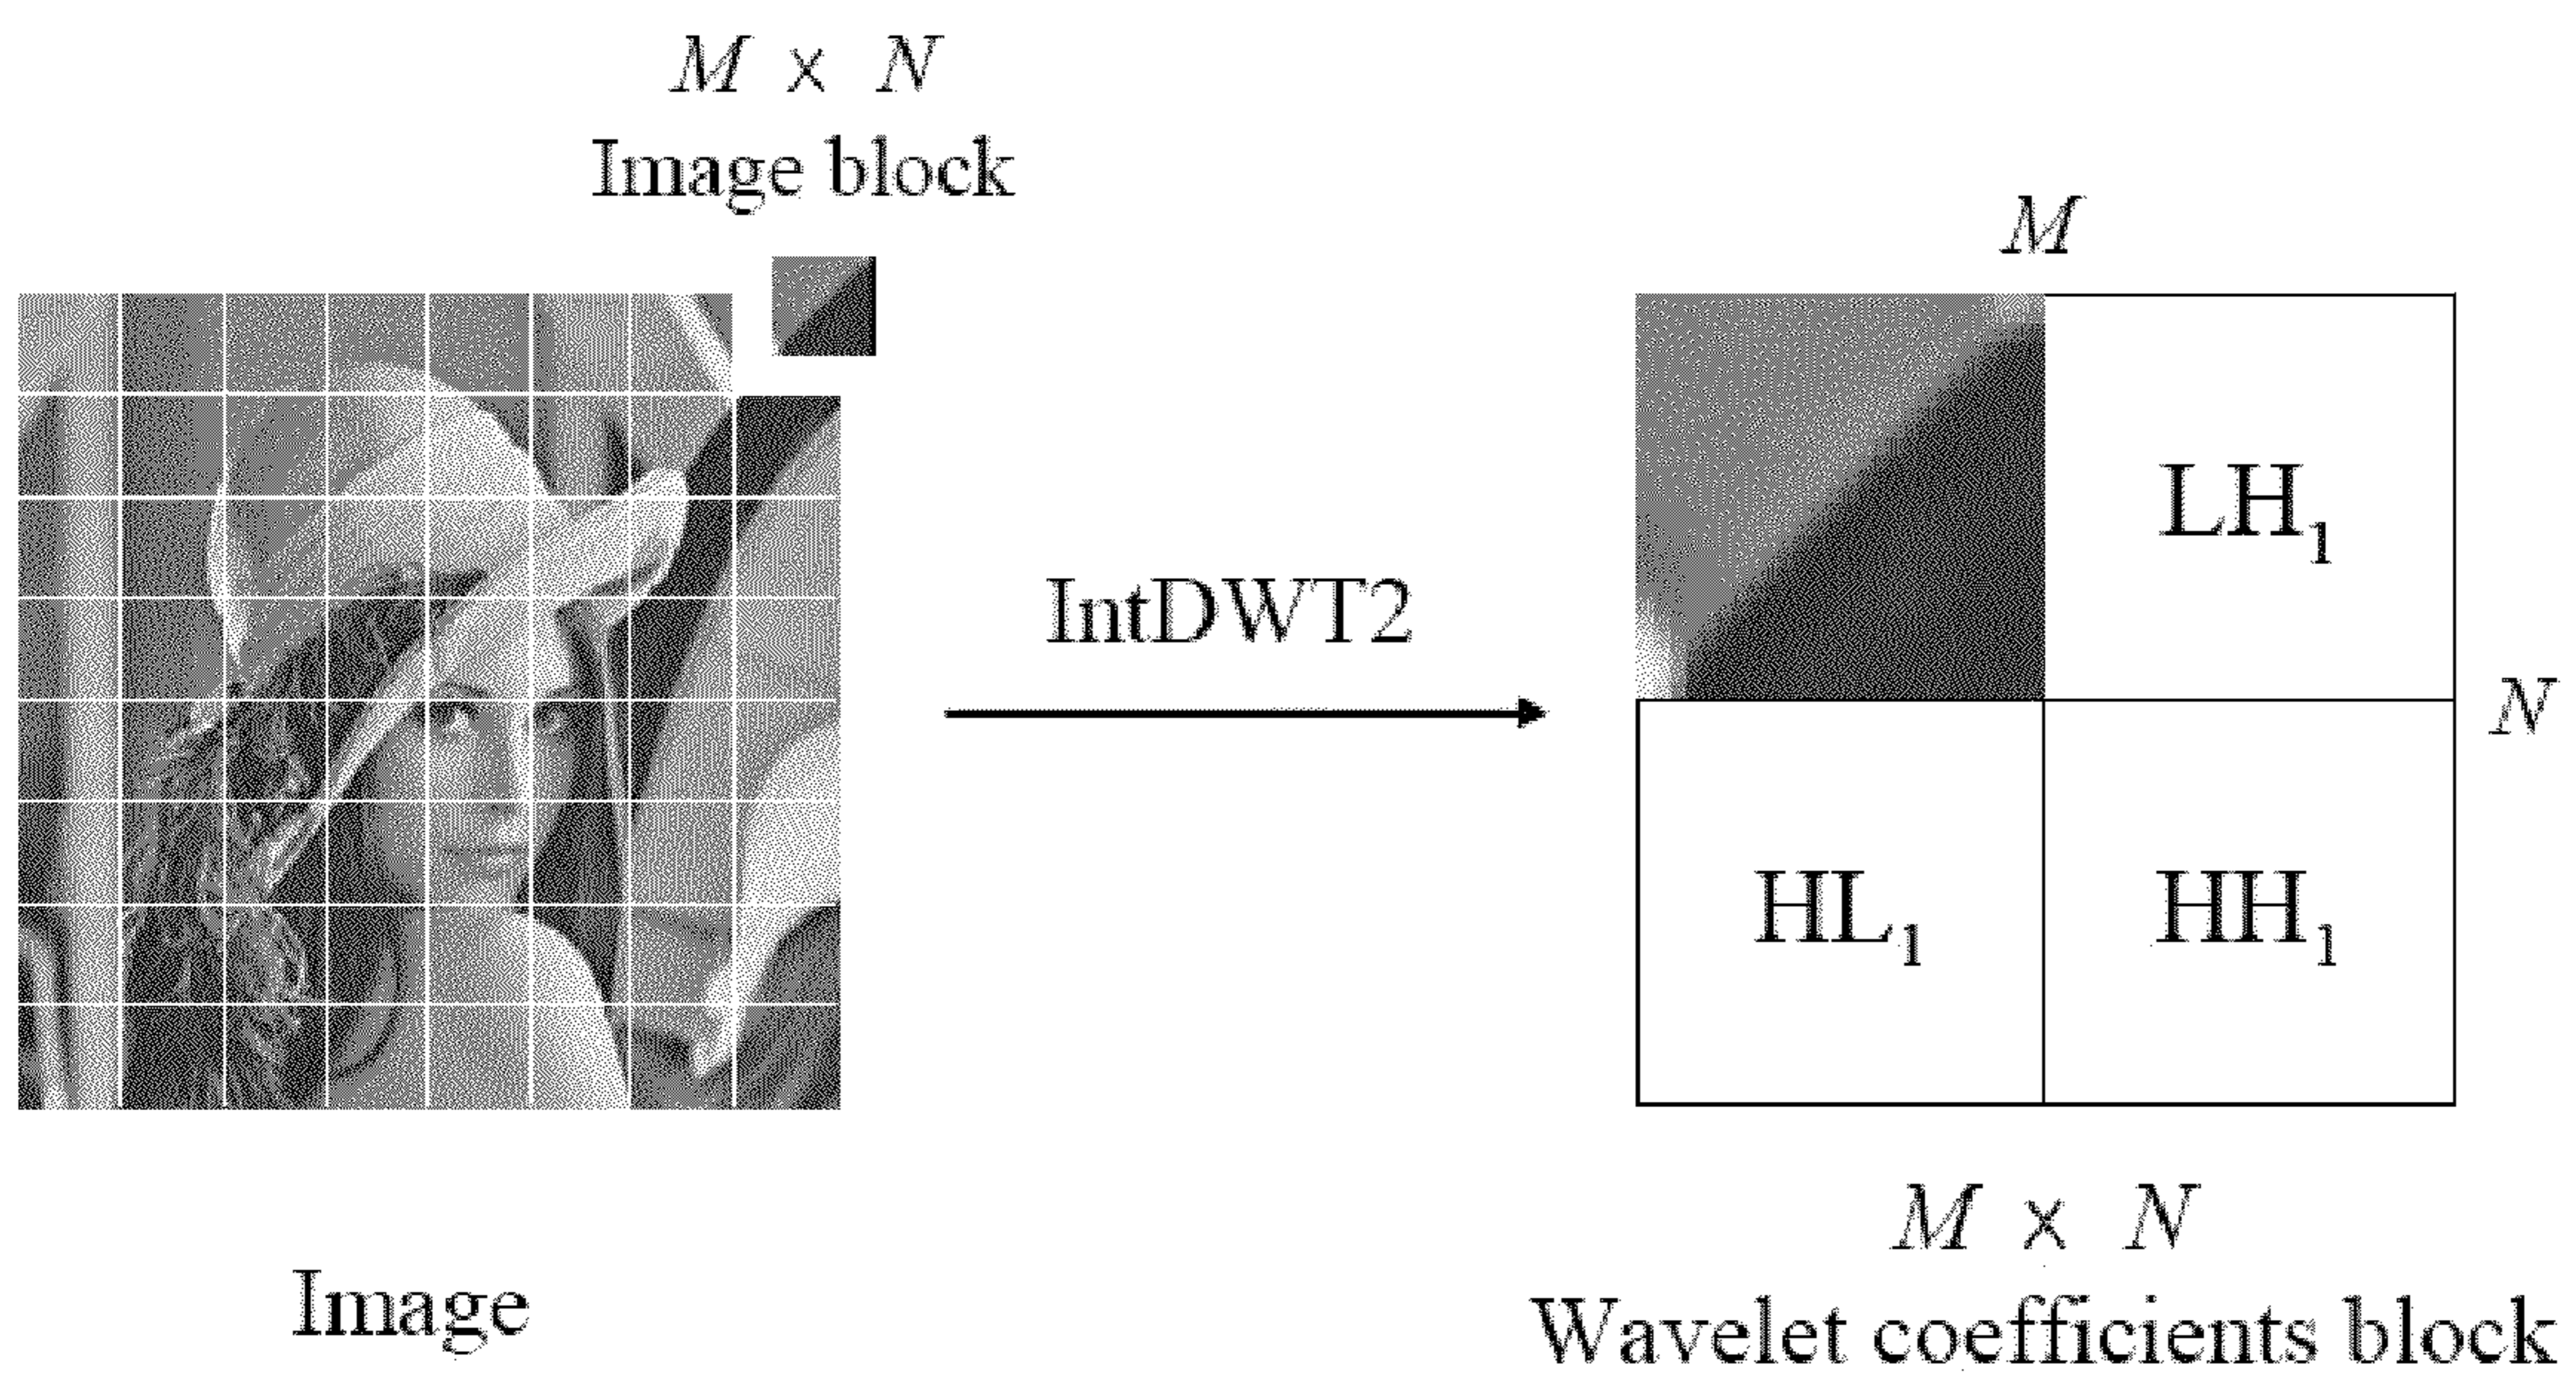 M × N
Image block
M
LH₁
IntDWT2
N
HL₁
HH₁
M × N
Wavelet coefficients block
Image